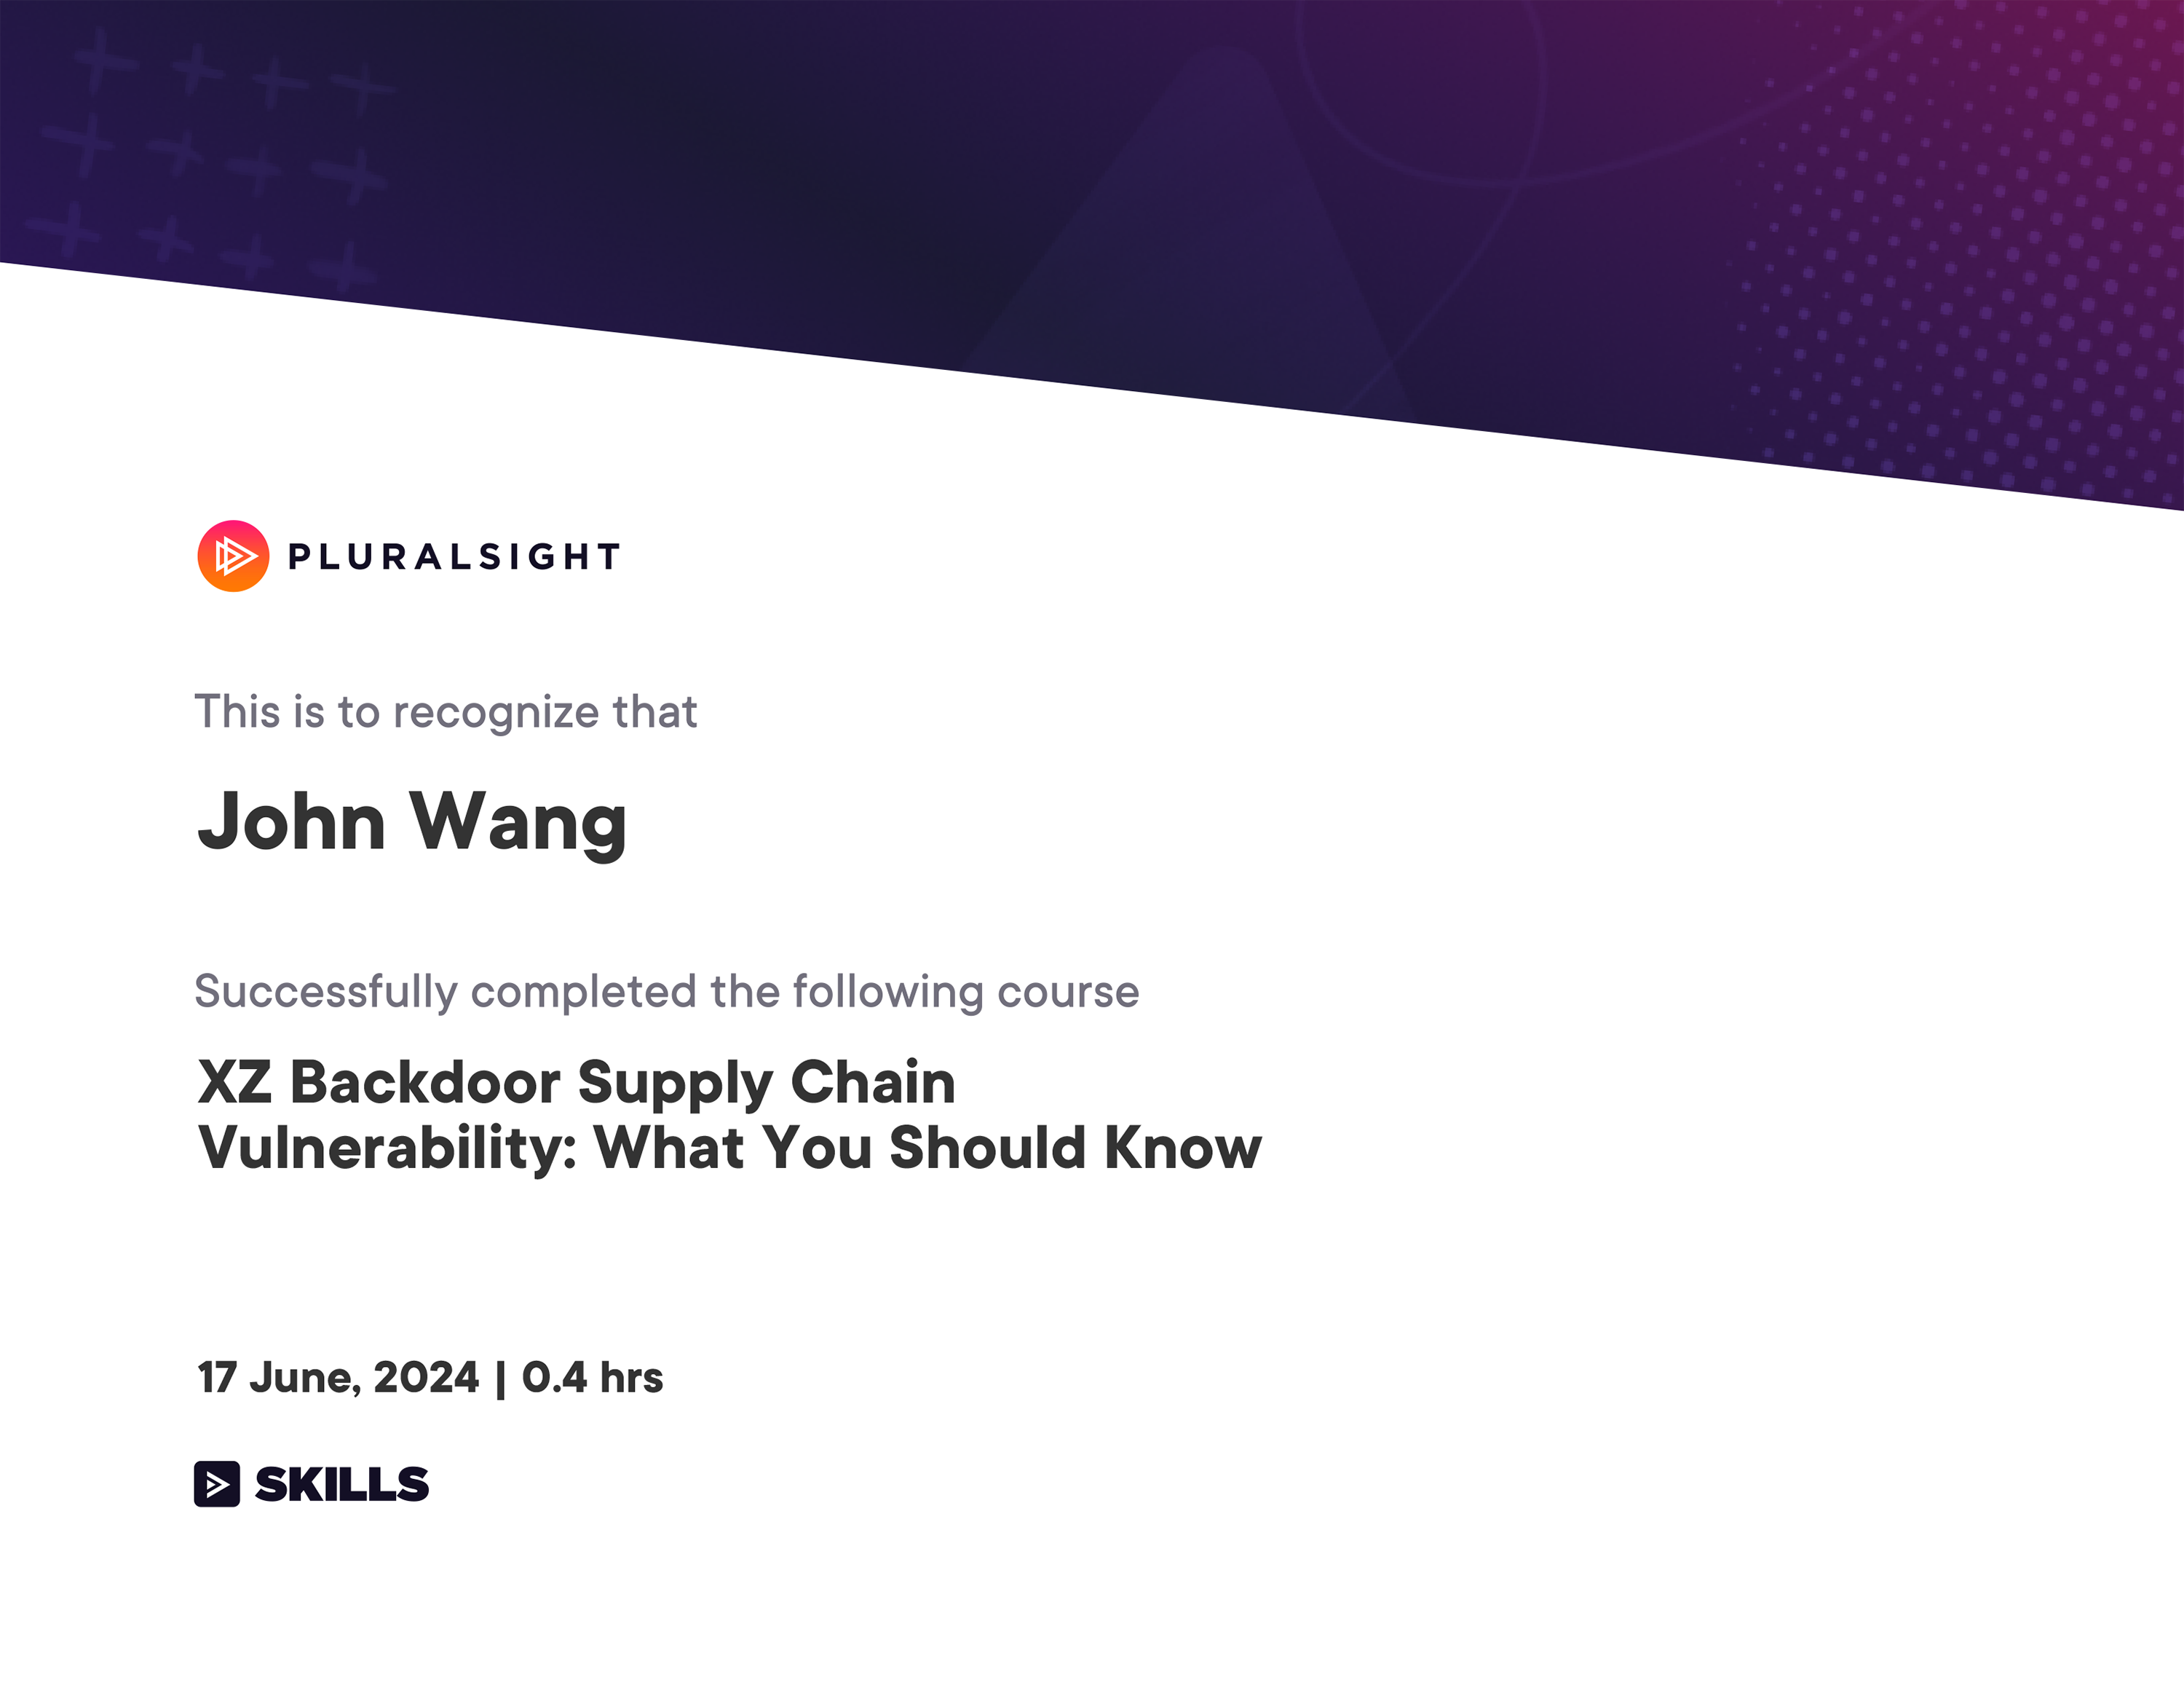 PLURALSIGHT
This is to recognize that
John Wang
Successfully completed the following course
XZ Backdoor Supply Chain
Vulnerability: What You Should Know
17 June, 2024 | 0.4 hrs
SKILLS